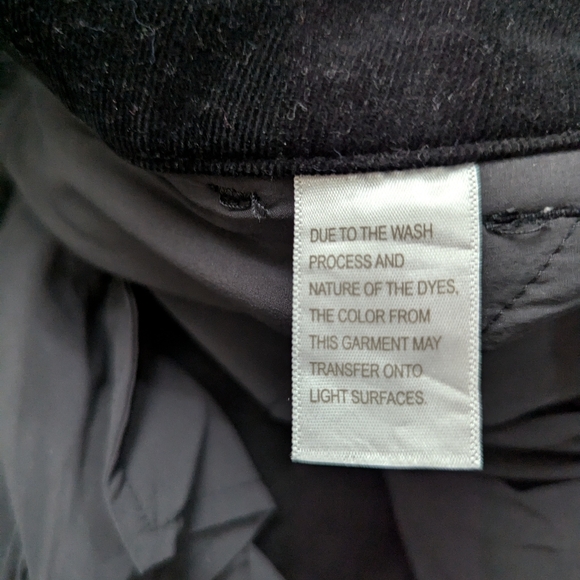 DUE TO THE WASH
PROCESS AND
NATURE OF THE DYES,
THE COLOR FROM
THIS GARMENT MAY
TRANSFER ONTO
LIGHT SURFACES.